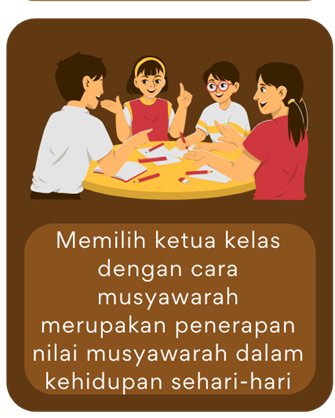 Memilih ketua kelas
dengan cara
musyawarah
merupakan penerapan
nilai musyawarah dalam
kehidupan sehari-hari